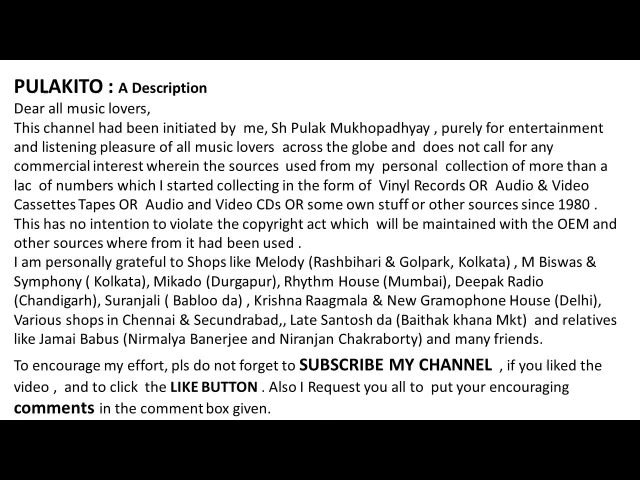 PULAKITO : A Description
Dear all music lovers,
This channel had been initiated by me, Sh Pulak Mukhopadhyay , purely for entertainment
and listening pleasure of all music lovers across the globe and does not call for any
commercial interest wherein the sources used from my personal collection of more than a
lac of numbers which I started collecting in the form of Vinyl Records OR Audio & Video
Cassettes Tapes OR Audio and Video CDs OR some own stuff or other sources since 1980 .
This has no intention to violate the copyright act which will be maintained with the OEM and
other sources where from it had been used .
I am personally grateful to Shops like Melody (Rashbihari & Golpark, Kolkata) , M Biswas &
Symphony ( Kolkata), Mikado (Durgapur), Rhythm House (Mumbai), Deepak Radio
(Chandigarh), Suranjali ( Babloo da) , Krishna Raagmala & New Gramophone House (Delhi),
Various shops in Chennai & Secundrabad,, Late Santosh da (Baithak khana Mkt) and relatives
like Jamai Babus (Nirmalya Banerjee and Niranjan Chakraborty) and many friends.
To encourage my effort, pls do not forget to SUBSCRIBE MY CHANNEL , if you liked the
video , and to click the LIKE BUTTON . Also I Request you all to put your encouraging
comments in the comment box given.